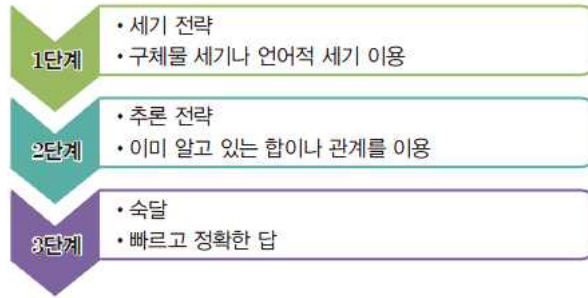 1단계
• 세기 전략
• 구체물 세기나 언어적 세기 이용
2단계
• 추론 전략
• 이미 알고 있는 합이나 관계를 이용
3단계
• 숙달
• 빠르고 정확한 답